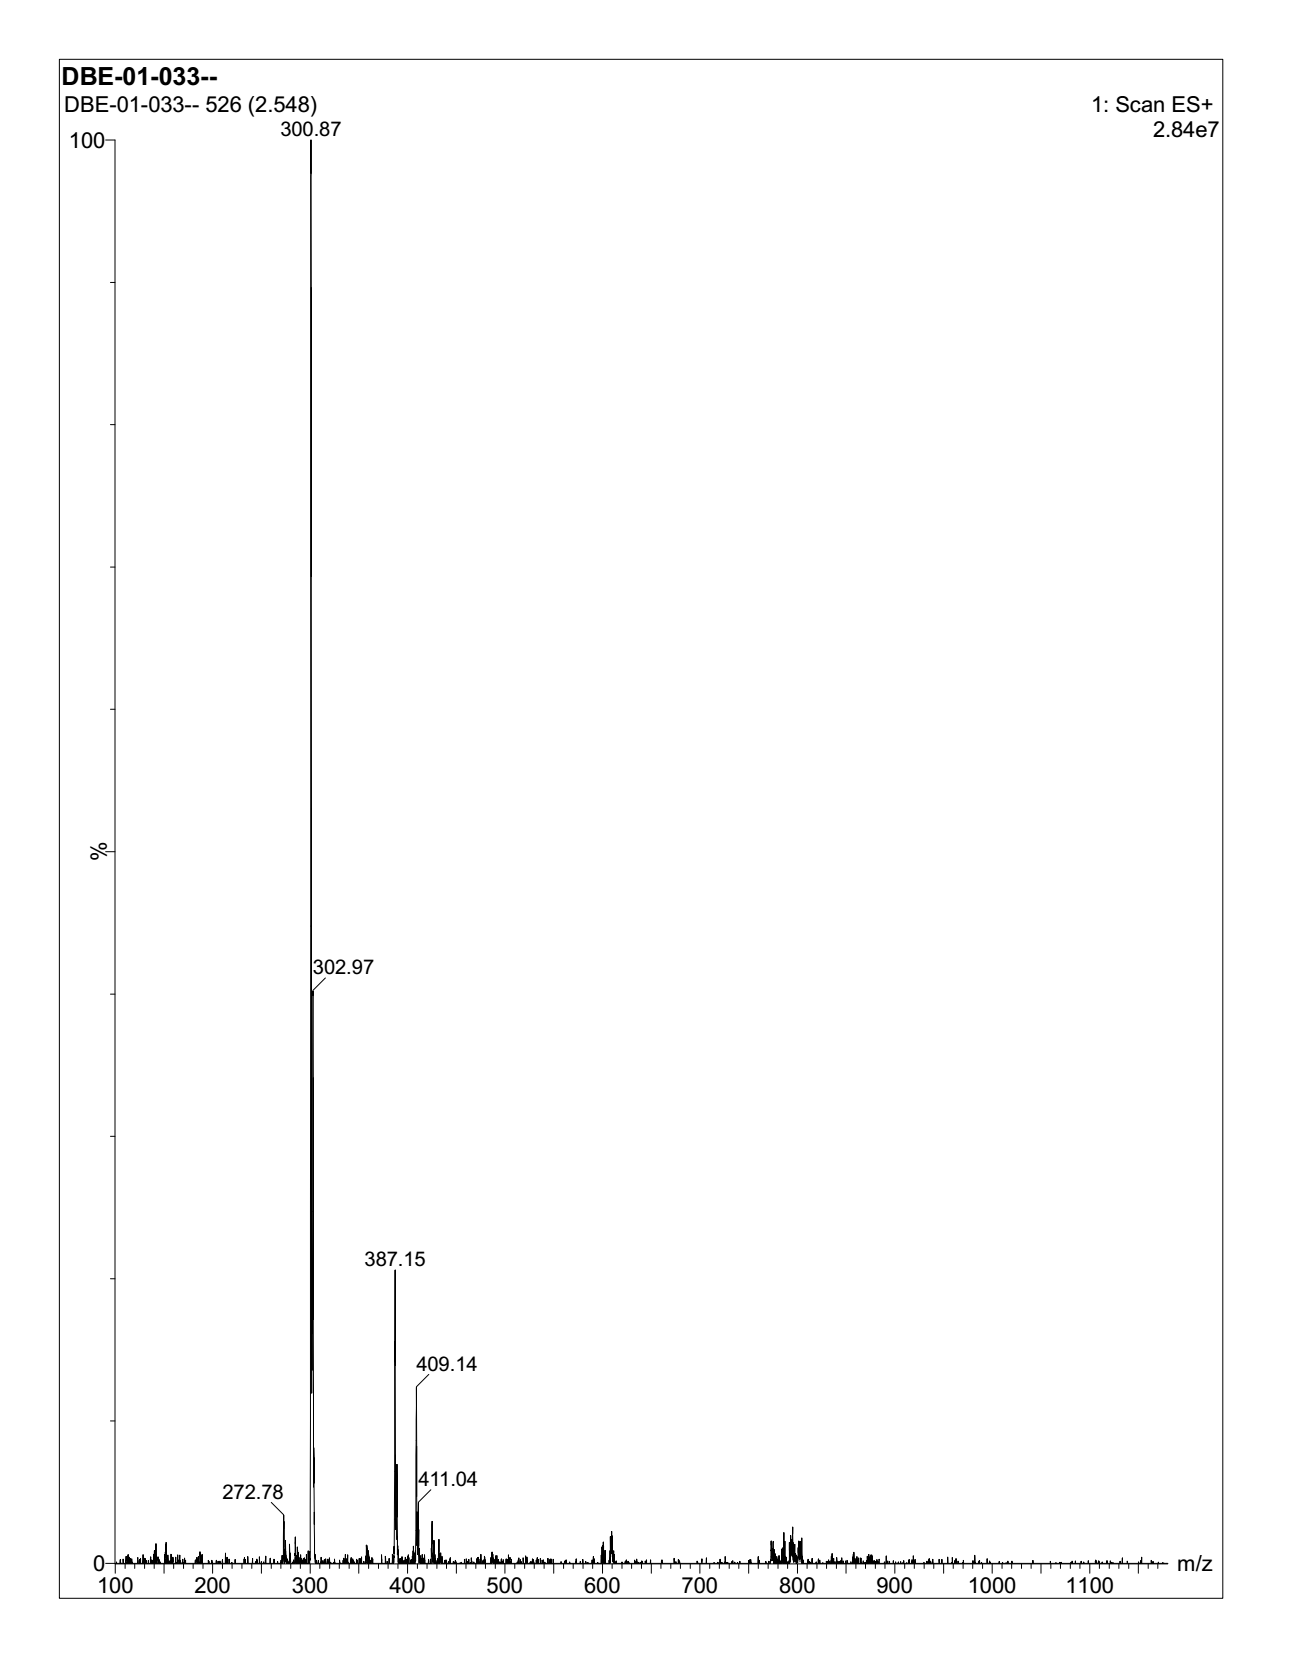 DBE-01-033--
DBE-01-033-- 526 (2.548)
1: Scan ES+
2.84e7
300.87
100
302.97
%
387.15
409.14
411.04
272.78
0
m/z
100 200 300 400 500 600 700 800 900 1000 1100